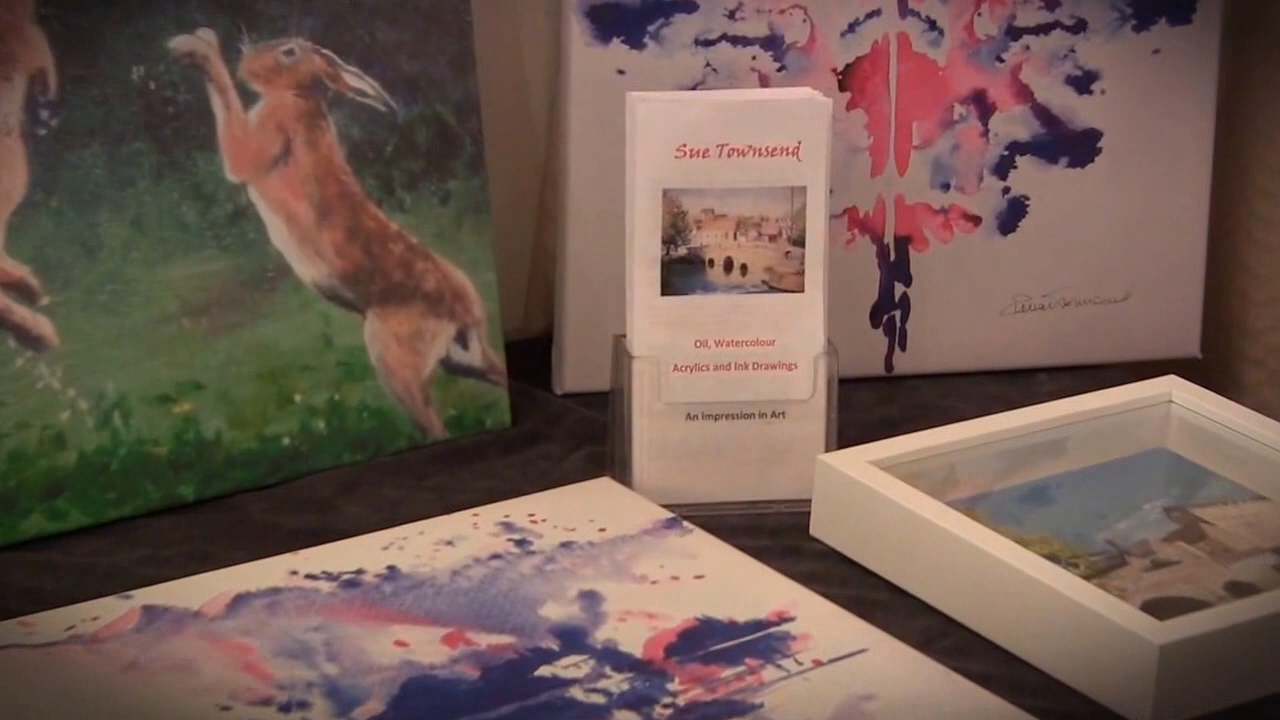 Sue Townsend
Oil, Watercolour
Acrylics and Ink Drawings
An Impression in Art